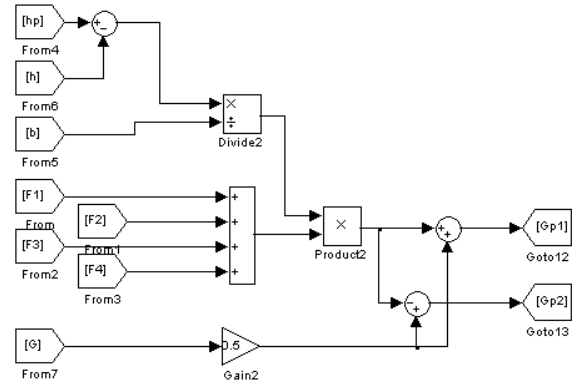 [hp]
From4
[h]
From6
[b]
From5
×
÷
Divide2
[F1]
From
[F2]
From1
[F3]
From2
[F4]
From3
+
+
+
+
×
Product2
+
−
+
+
−
+
[Gp1]
Goto12
[Gp2]
Goto13
[G]
From7
0.5
Gain2